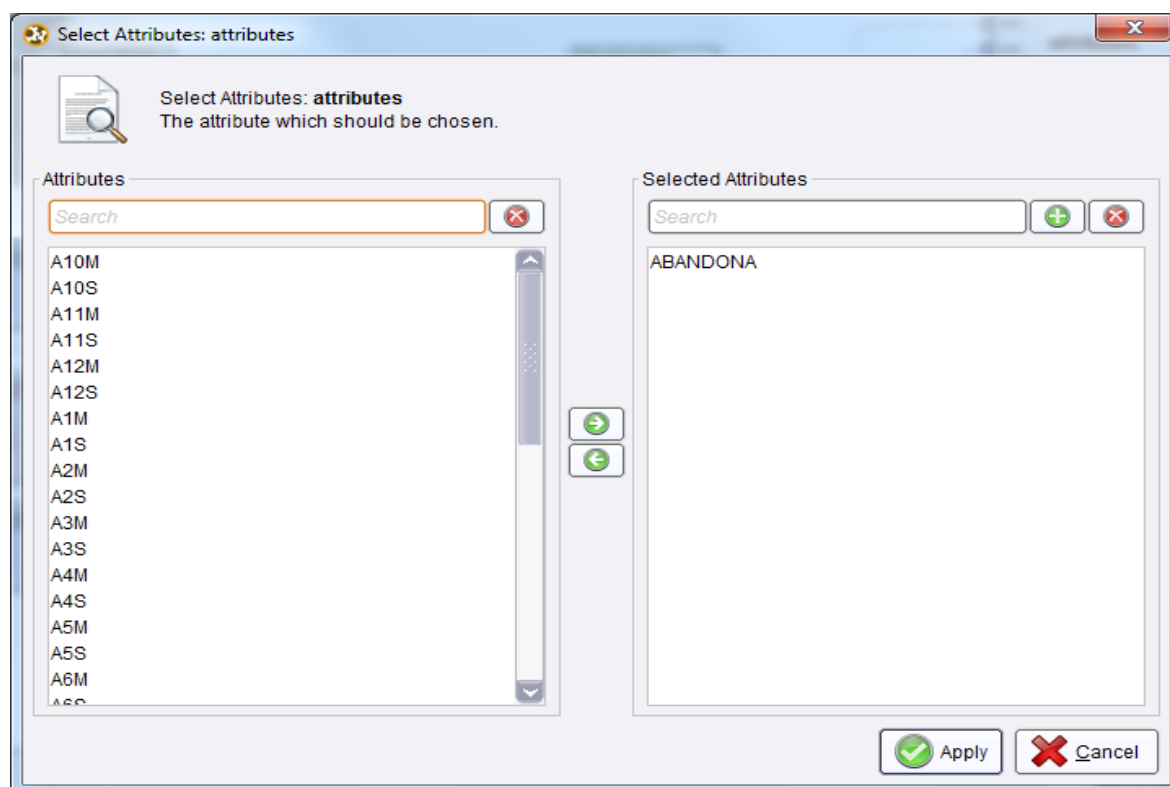 Select Attributes: attributes
Select Attributes: attributes
The attribute which should be chosen.
Attributes
Search
A10M
A10S
A11M
A11S
A12M
A12S
A1M
A1S
A2M
A2S
A3M
A3S
A4M
A4S
A5M
A5S
A6M
A6S
Selected Attributes
Search
ABANDONA
Apply
Cancel